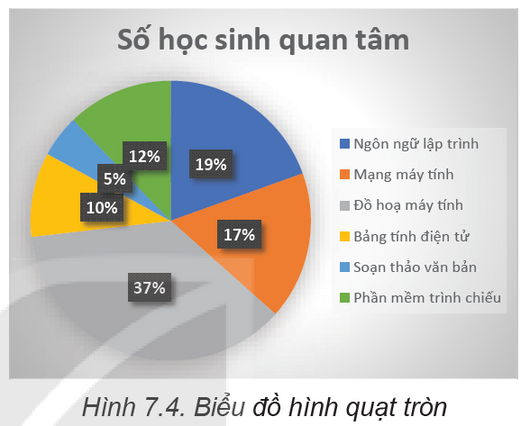 Số học sinh quan tâm
12%
19%
5%
10%
17%
37%
Ngôn ngữ lập trình
Mạng máy tính
Đồ hoạ máy tính
Bảng tính điện tử
Soạn thảo văn bản
Phần mềm trình chiếu
Hình 7.4. Biểu đồ hình quạt tròn